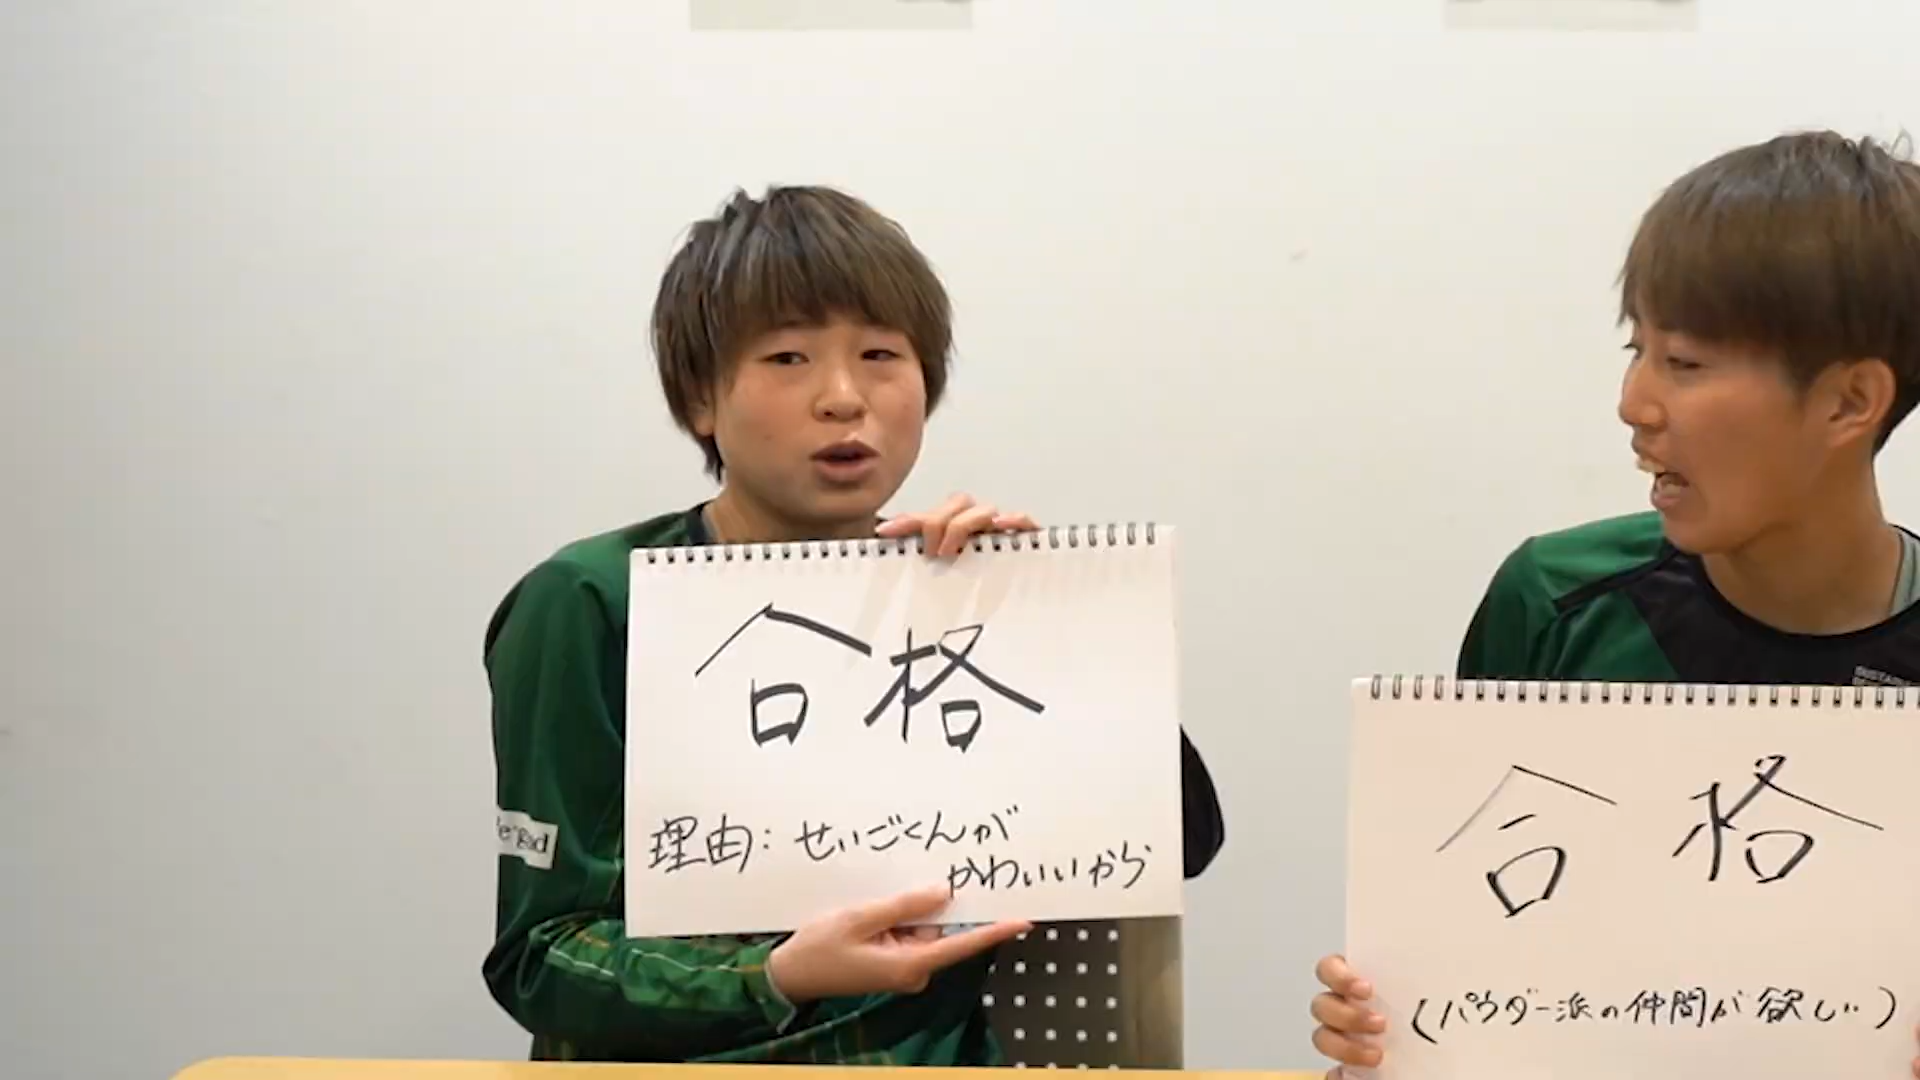 合格
理由：せいごくんが
かわいいから
合格
（パウダー派の仲間が欲しい）